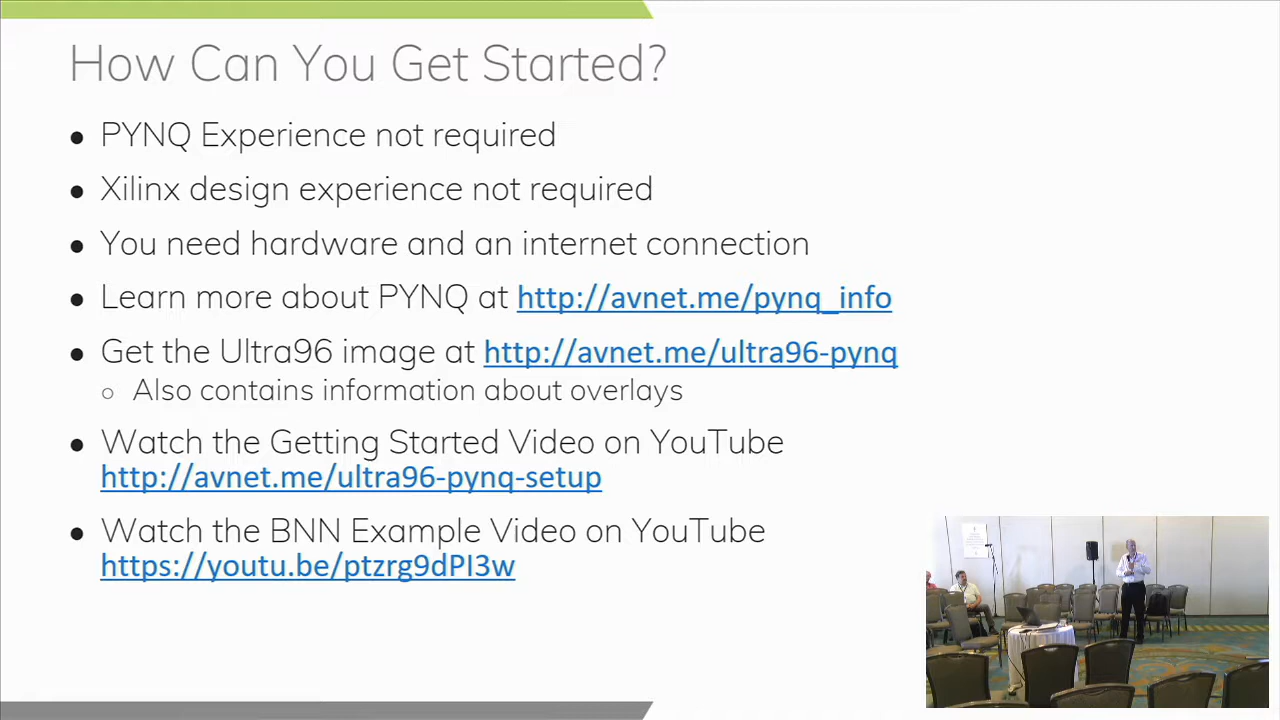 How Can You Get Started?
• PYNQ Experience not required
• Xilinx design experience not required
• You need hardware and an internet connection
• Learn more about PYNQ at http://avnet.me/pynq_info
• Get the Ultra96 image at http://avnet.me/ultra96-pynq
○ Also contains information about overlays
• Watch the Getting Started Video on YouTube
http://avnet.me/ultra96-pynq-setup
• Watch the BNN Example Video on YouTube
https://youtu.be/ptzrg9dPI3w